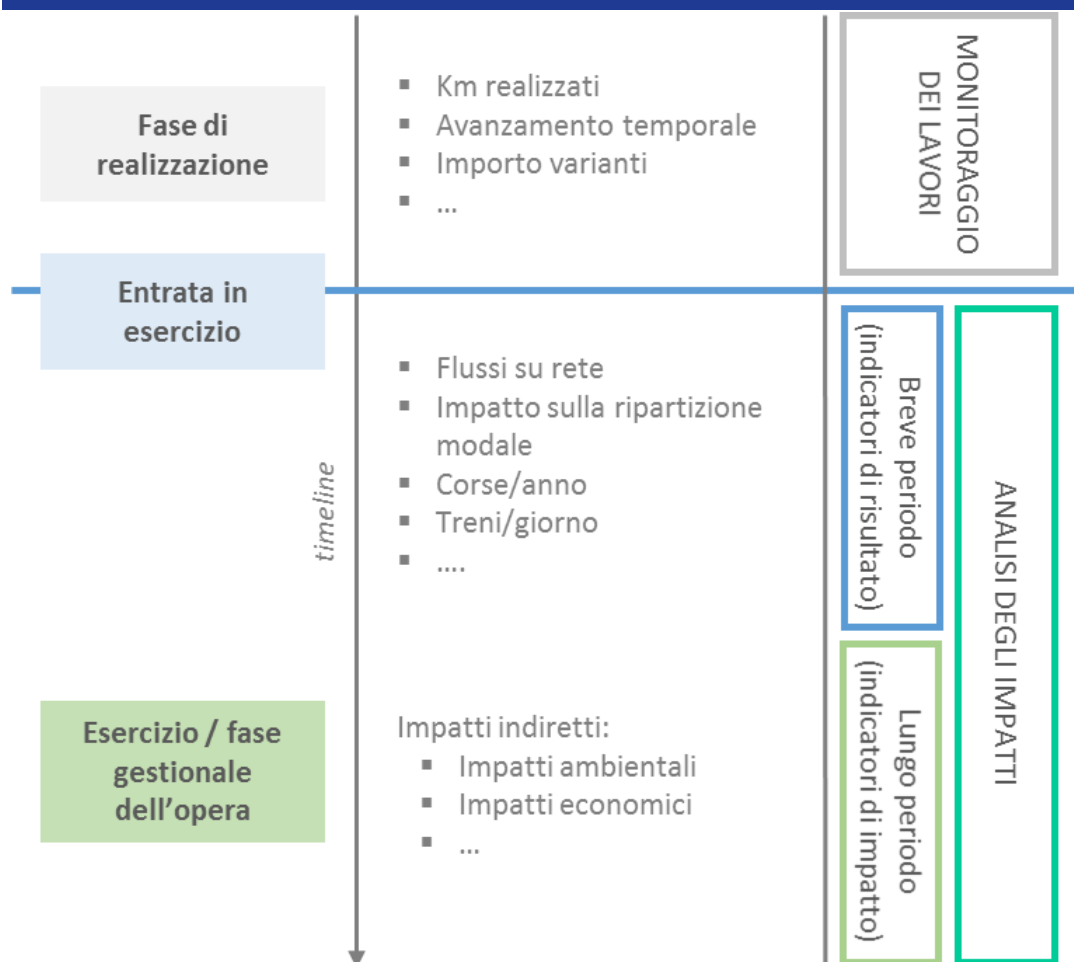 Fase di
realizzazione
▪ Km realizzati
▪ Avanzamento temporale
▪ Importo varianti
▪ ...
MONITORAGGIO
DEI LAVORI
Entrata in
esercizio
▪ Flussi su rete
▪ Impatto sulla ripartizione
modale
▪ Corse/anno
▪ Treni/giorno
▪ ....
timeline
Breve periodo
(indicatori di risultato)
ANALISI DEGLI IMPATTI
Esercizio / fase
gestionale
dell’opera
Impatti indiretti:
▪ Impatti ambientali
▪ Impatti economici
▪ ...
Lungo periodo
(indicatori di impatto)